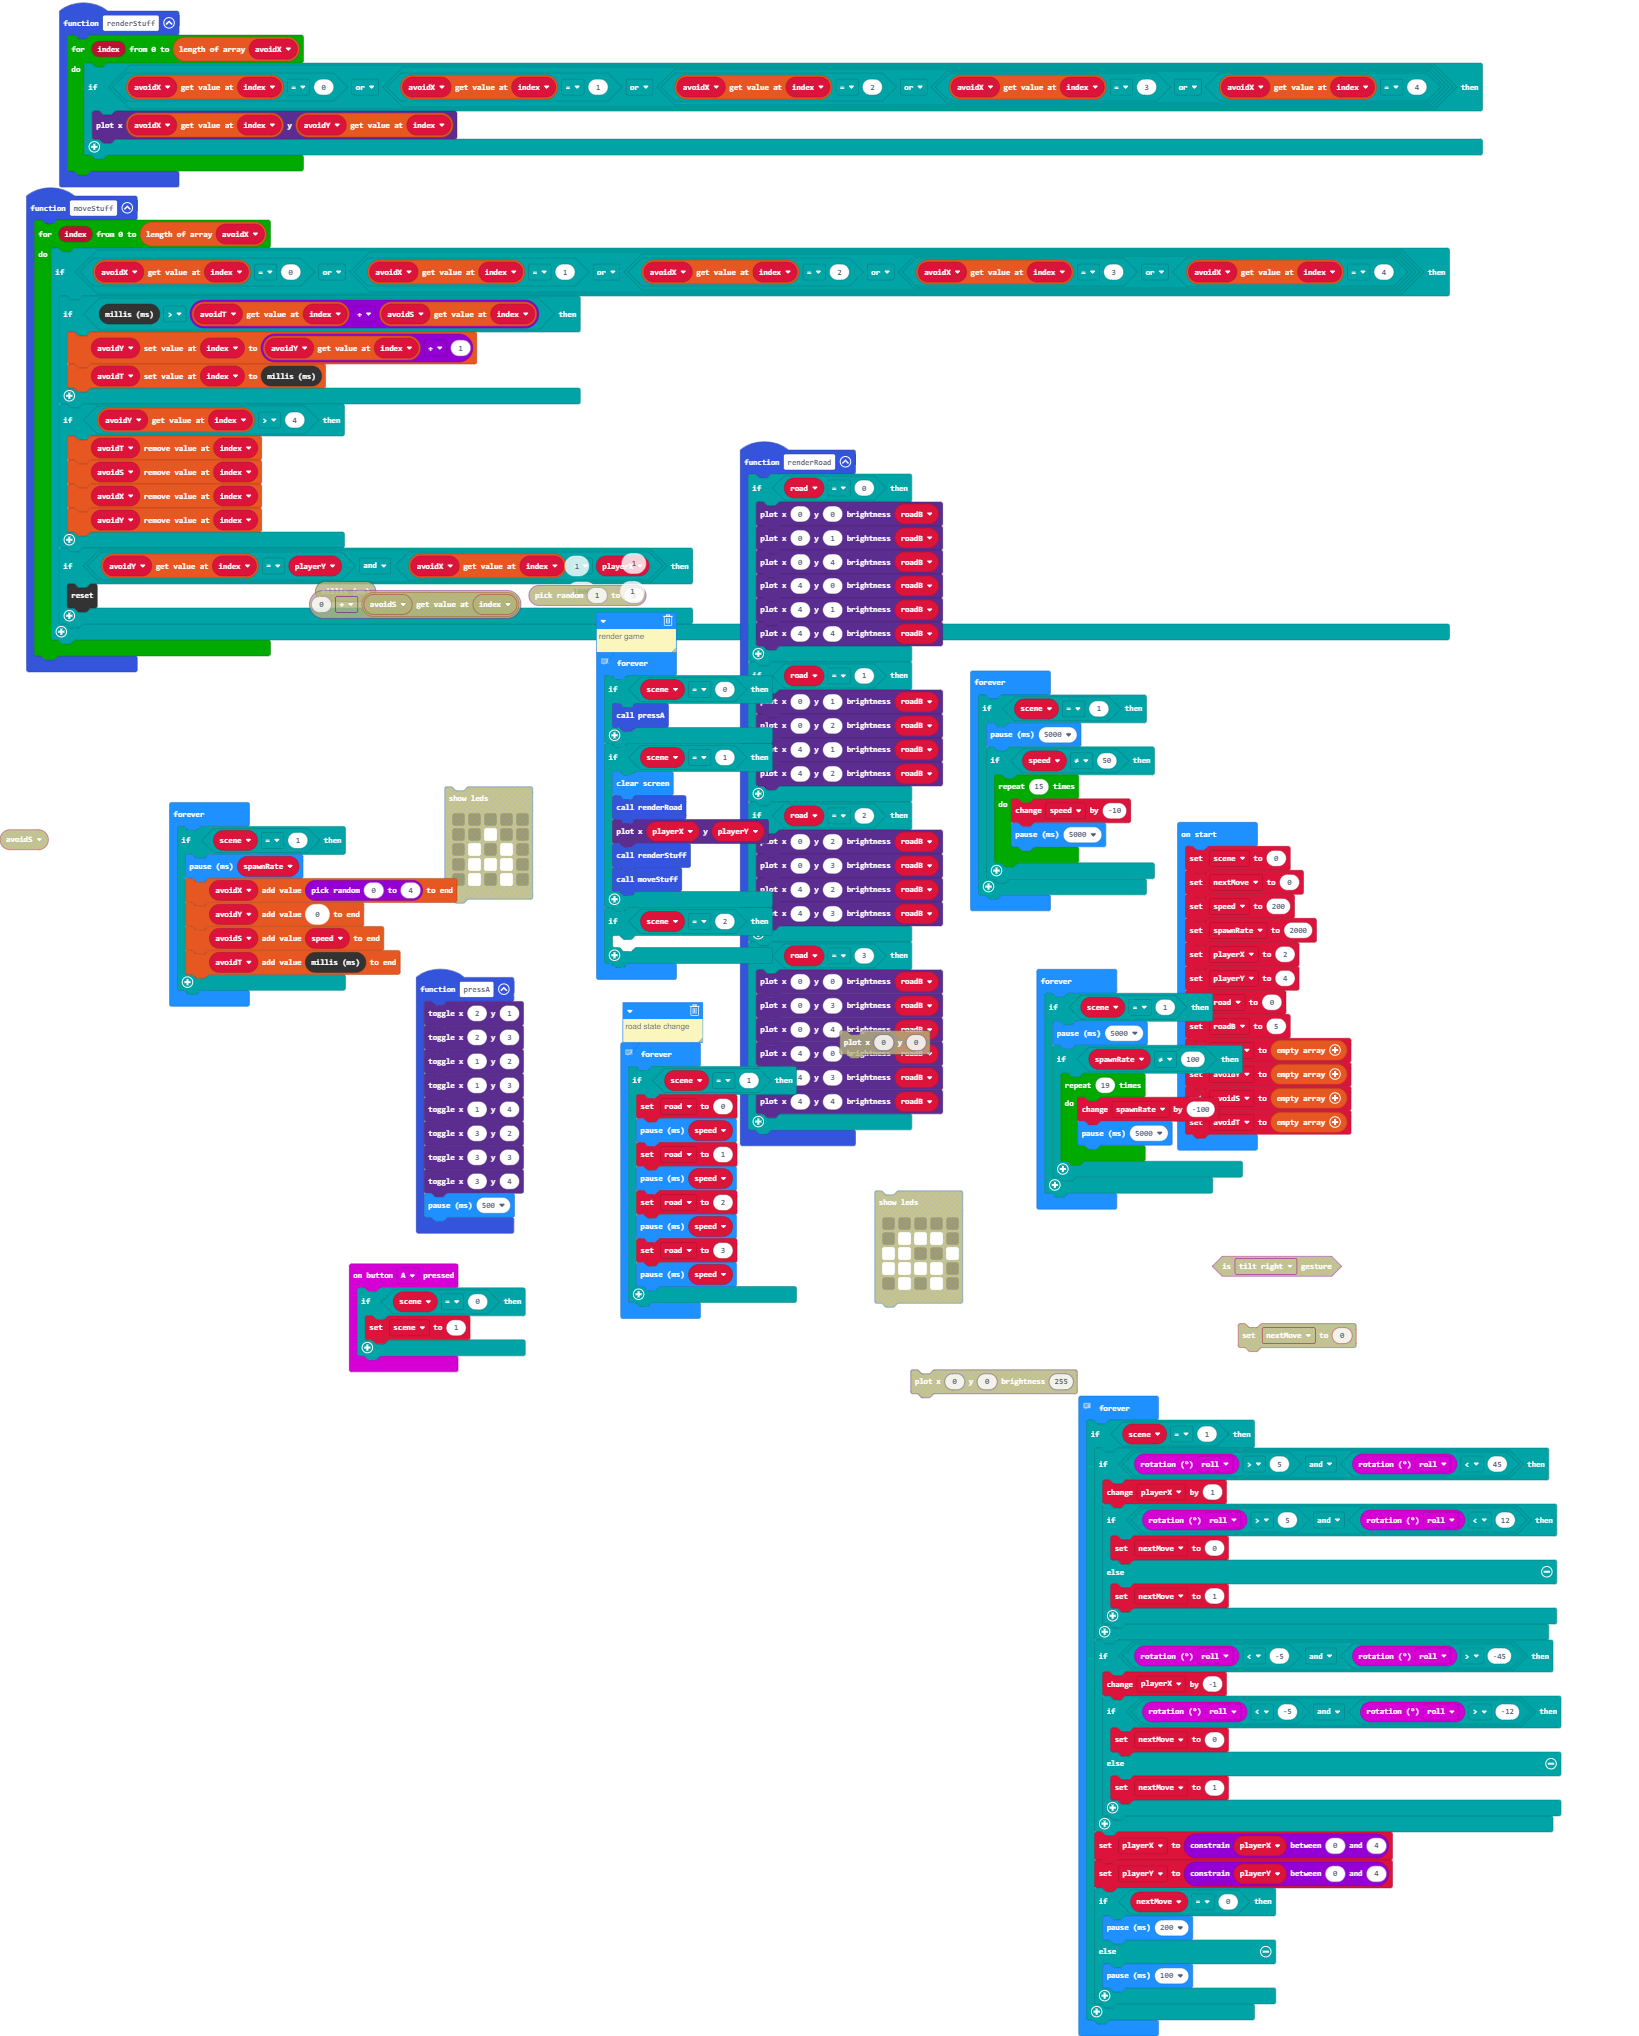 function renderStuff
for index from 0 to length of array avoidX
do
if avoidX get value at index = 0 or avoidX get value at index = 1 or avoidX get value at index = 2 or avoidX get value at index = 3 or avoidX get value at index = 4 then
plot x avoidX get value at index y avoidY get value at index
function moveStuff
for index from 0 to length of array avoidX
do
if avoidX get value at index = 0 or avoidX get value at index = 1 or avoidX get value at index = 2 or avoidX get value at index = 3 or avoidX get value at index = 4 then
if millis (ms) > avoidT get value at index + avoidS get value at index then
avoidY set value at index to avoidY get value at index + 1
avoidT set value at index to millis (ms)
if avoidY get value at index > 4 then
avoidT remove value at index
avoidS remove value at index
avoidX remove value at index
avoidY remove value at index
if avoidY get value at index = playerY and avoidX get value at index 1 1 then
reset
0 + avoidS get value at index
pick random 1 to 1
function renderRoad
if road = 0 then
plot x 0 y 0 brightness roadB
plot x 0 y 1 brightness roadB
plot x 0 y 4 brightness roadB
plot x 4 y 0 brightness roadB
plot x 4 y 1 brightness roadB
plot x 4 y 4 brightness roadB
road = 1 then
x 0 y 1 brightness roadB
plot x 0 y 2 brightness roadB
x 4 y 1 brightness roadB
plot x 4 y 2 brightness roadB
road = 2 then
x 0 y 2 brightness roadB
plot x 0 y 3 brightness roadB
plot x 4 y 2 brightness roadB
x 4 y 3 brightness roadB
road = 3 then
plot x 0 y 0 brightness roadB
plot x 0 y 3 brightness roadB
plot x 0 y 4 brightness roadB
plot x 4 y 0 brightness roadB
4 y 3 brightness roadB
plot x 4 y 4 brightness roadB
plot x 0 y 0
render game
forever
if scene = 0 then
call pressA
if scene = 1 then
clear screen
call renderRoad
plot x playerX y playerY
call renderStuff
call moveStuff
if scene = 2 then
forever
if scene = 1 then
pause (ms) 5000
if speed ≠ 50 then
repeat 15 times
do
change speed by -10
pause (ms) 5000
avoidS
forever
if scene = 1 then
pause (ms) spawnRate
avoidX add value pick random 0 to 4 to end
avoidY add value 0 to end
avoidS add value speed to end
avoidT add value millis (ms) to end
show leds
on start
set scene to 0
set nextMove to 0
set speed to 200
set spawnRate to 2000
set playerX to 2
set playerY to 4
road to 0
set roadB to 5
to empty array
set avoidY to empty array
voidS to empty array
set avoidT to empty array
forever
if scene = 1 then
pause (ms) 5000
if spawnRate ≠ 100 then
repeat 19 times
do
change spawnRate by -100
pause (ms) 5000
function pressA
toggle x 2 y 1
toggle x 2 y 3
toggle x 1 y 2
toggle x 1 y 3
toggle x 1 y 4
toggle x 3 y 2
toggle x 3 y 3
toggle x 3 y 4
pause (ms) 500
road state change
forever
if scene = 1 then
set road to 0
pause (ms) speed
set road to 1
pause (ms) speed
set road to 2
pause (ms) speed
set road to 3
pause (ms) speed
show leds
on button A pressed
if scene = 0 then
set scene to 1
is tilt right gesture
set nextMove to 0
plot x 0 y 0 brightness 255
forever
if scene = 1 then
if rotation (°) roll > 5 and rotation (°) roll < 45 then
change playerX by 1
if rotation (°) roll > 5 and rotation (°) roll < 12 then
set nextMove to 0
else
set nextMove to 1
if rotation (°) roll < -5 and rotation (°) roll > -45 then
change playerX by -1
if rotation (°) roll < -5 and rotation (°) roll > -12 then
set nextMove to 0
else
set nextMove to 1
set playerX to constrain playerX between 0 and 4
set playerY to constrain playerY between 0 and 4
if nextMove = 0 then
pause (ms) 200
else
pause (ms) 100